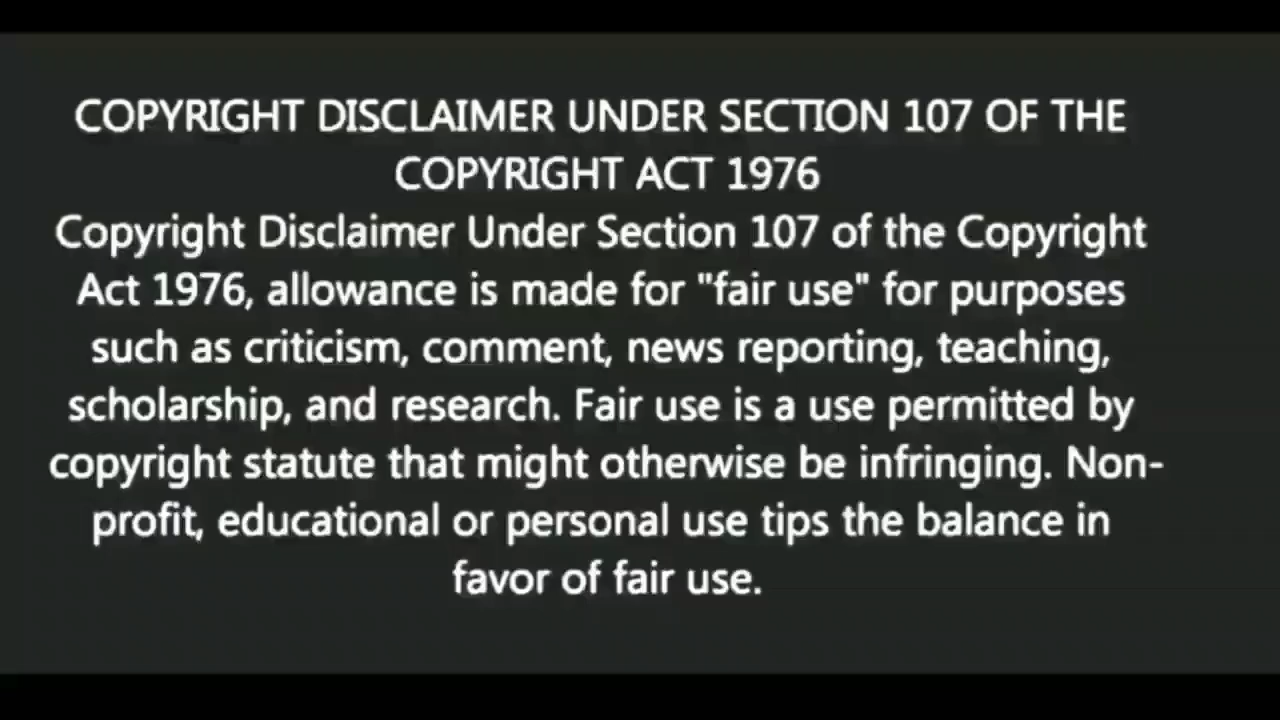 COPYRIGHT DISCLAIMER UNDER SECTION 107 OF THE
COPYRIGHT ACT 1976
Copyright Disclaimer Under Section 107 of the Copyright
Act 1976, allowance is made for "fair use" for purposes
such as criticism, comment, news reporting, teaching,
scholarship, and research. Fair use is a use permitted by
copyright statute that might otherwise be infringing. Non-
profit, educational or personal use tips the balance in
favor of fair use.